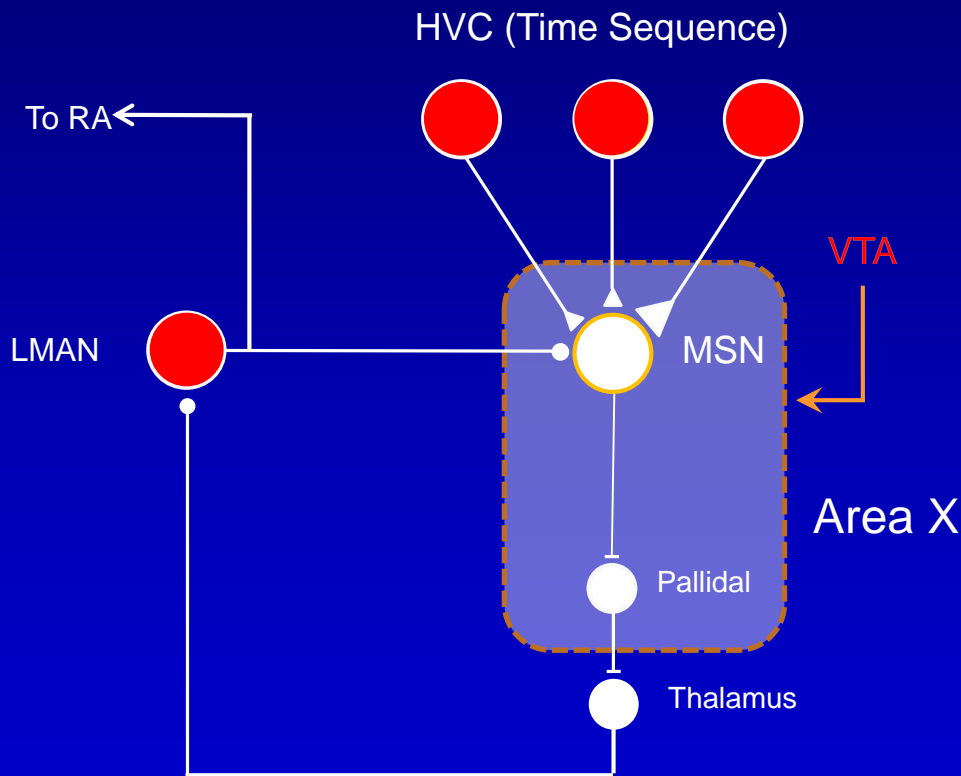 HVC (Time Sequence)
To RA
VTA
LMAN
MSN
Area X
Pallidal
Thalamus